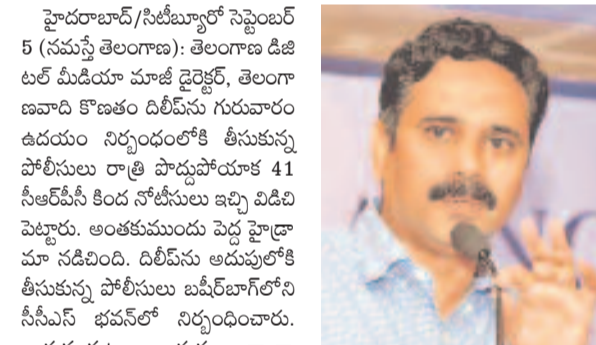 హైదరాబాద్/సిటీబ్యూరో సెప్టెంబర్
5 (నమస్తే తెలంగాణ): తెలంగాణ డిజి
టల్ మీడియా మాజీ డైరెక్టర్, తెలంగా
ణవాది కొణతం దిలీప్‌ను గురువారం
ఉదయం నిర్బంధంలోకి తీసుకున్న
పోలీసులు రాత్రి పొద్దుపోయాక 41
సీఆర్‌పీసీ కింద నోటీసులు ఇచ్చి విడిచి
పెట్టారు. అంతకుముందు పెద్ద హైడ్రా
మా నడిచింది. దిలీప్‌ను అదుపులోకి
తీసుకున్న పోలీసులు బషీర్‌బాగ్‌లోని
సీసీఎస్ భవన్‌లో నిర్బంధించారు.